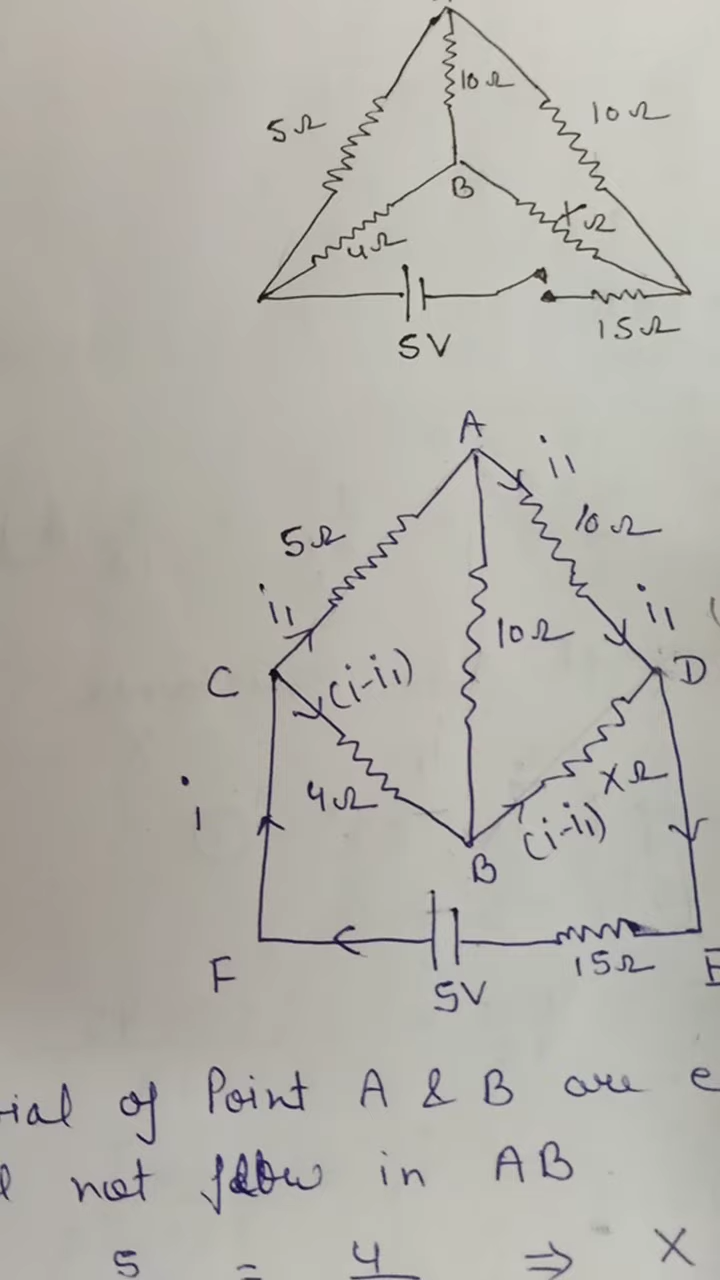 10Ω
5Ω
10Ω
B
XΩ
4Ω
15Ω
5V
A
i1
5Ω
10Ω
i1
i1
10Ω
C
(i-i1)
D
4Ω
XΩ
i
(i-i1)
B
F
15Ω
5V
of Point A & B are
not flow in AB
5 = 4 ⇒ X